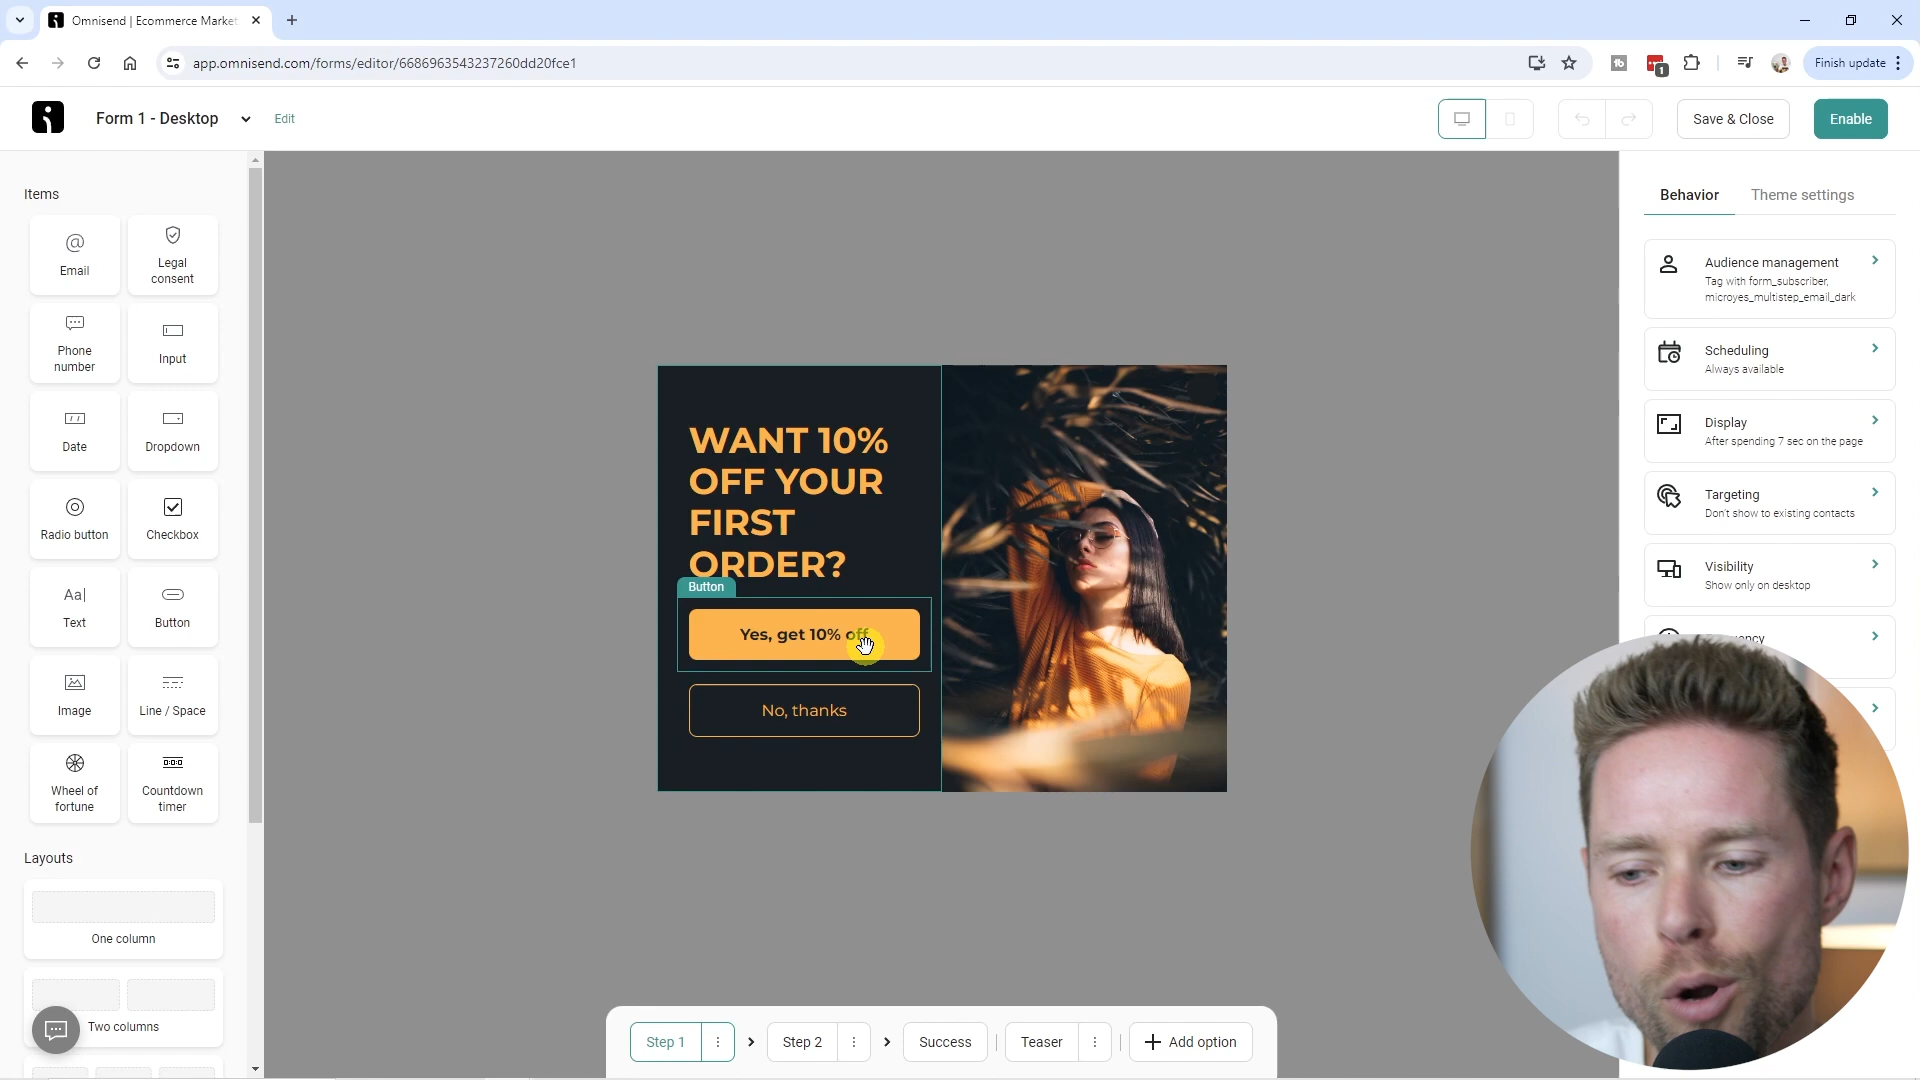 Omnisend | Ecommerce Market
app.omnisend.com/forms/editor/6686963543237260dd20fce1
1
Finish update
Form 1 - Desktop
Edit
Save & Close
Enable
Items
Email
Legal
consent
Phone
number
Input
Date
Dropdown
Radio button
Checkbox
Aa|
Text
Button
Image
Line / Space
Wheel of
fortune
Countdown
timer
Layouts
One column
Two columns
WANT 10%
OFF YOUR
FIRST
ORDER?
Button
Yes, get 10% off
No, thanks
Step 1
Step 2
Success
Teaser
Add option
Behavior
Theme settings
Audience management
Tag with form_subscriber,
microyes_multistep_email_dark
Scheduling
Always available
Display
After spending 7 sec on the page
Targeting
Don't show to existing contacts
Visibility
Show only on desktop